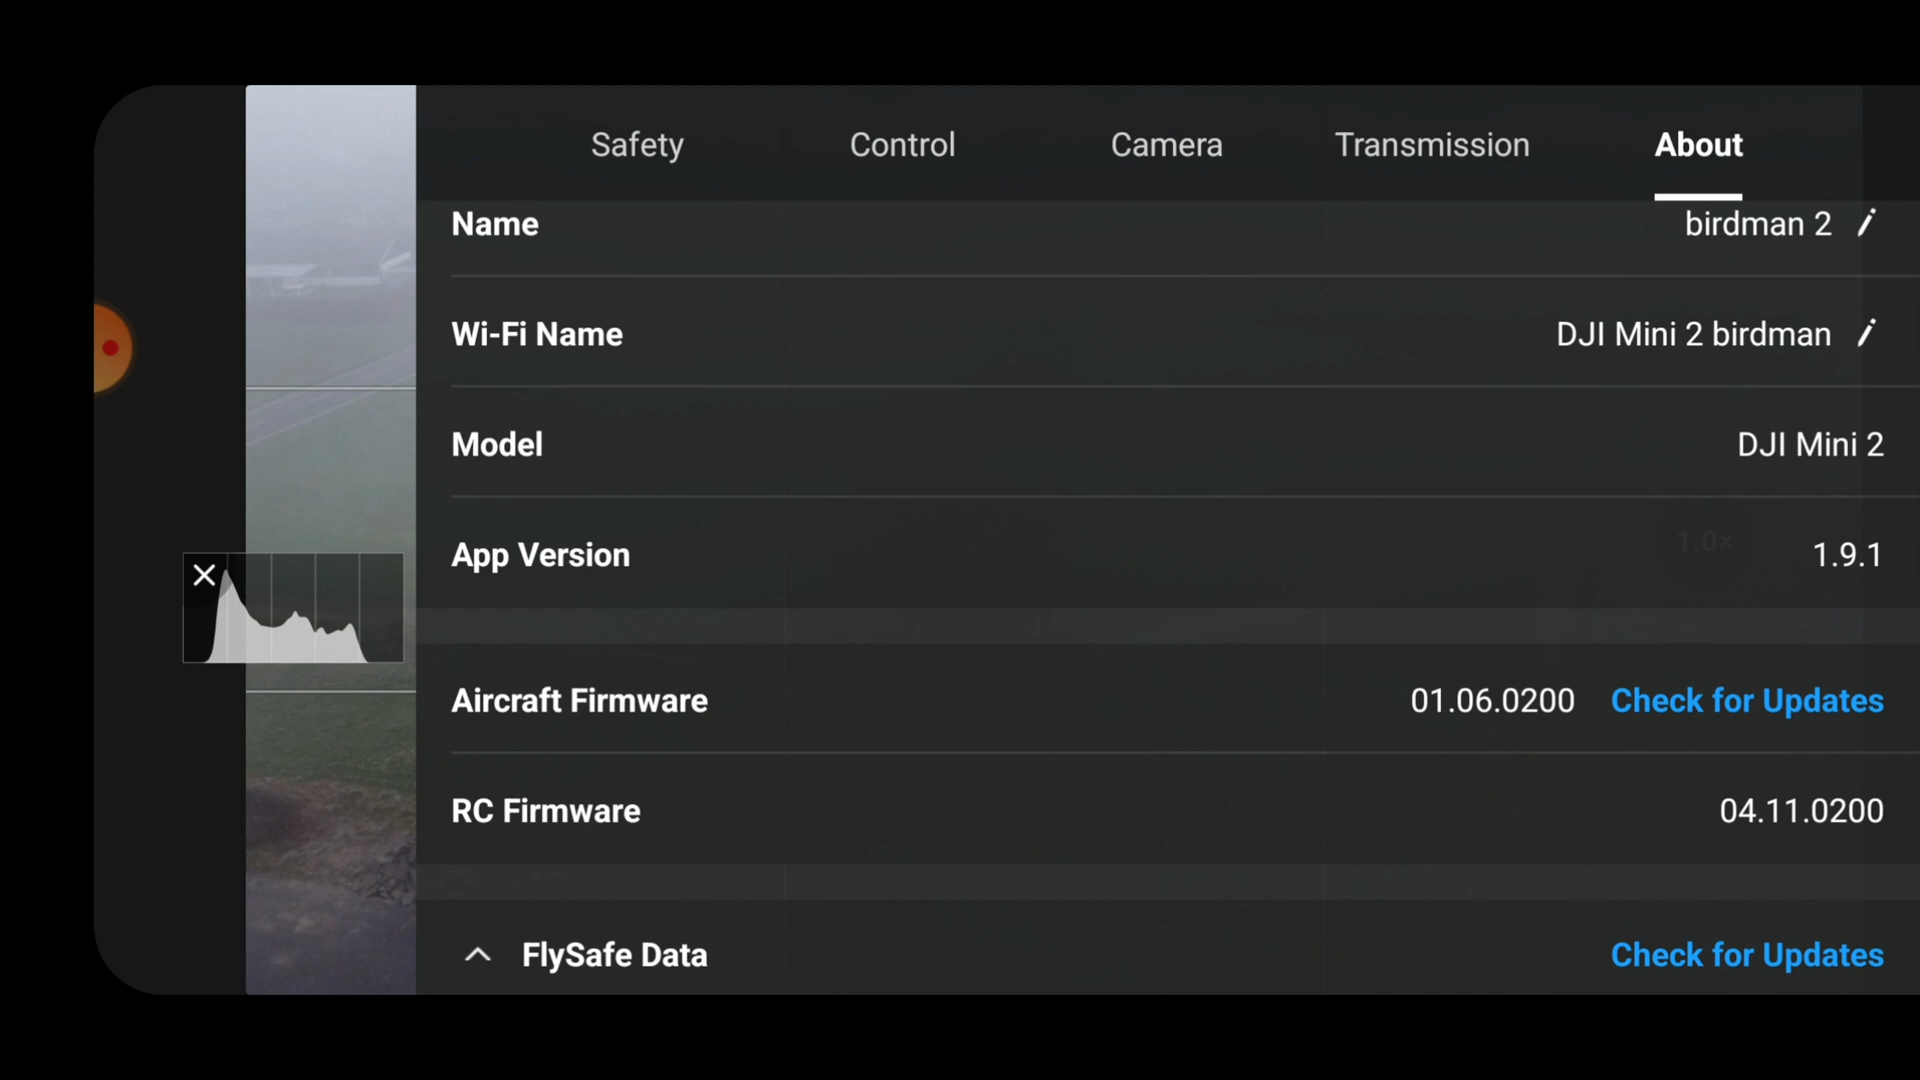 Safety Control Camera Transmission About
Name birdman 2
Wi-Fi Name DJI Mini 2 birdman
Model DJI Mini 2
1.0×
App Version 1.9.1
Aircraft Firmware 01.06.0200 Check for Updates
RC Firmware 04.11.0200
FlySafe Data Check for Updates